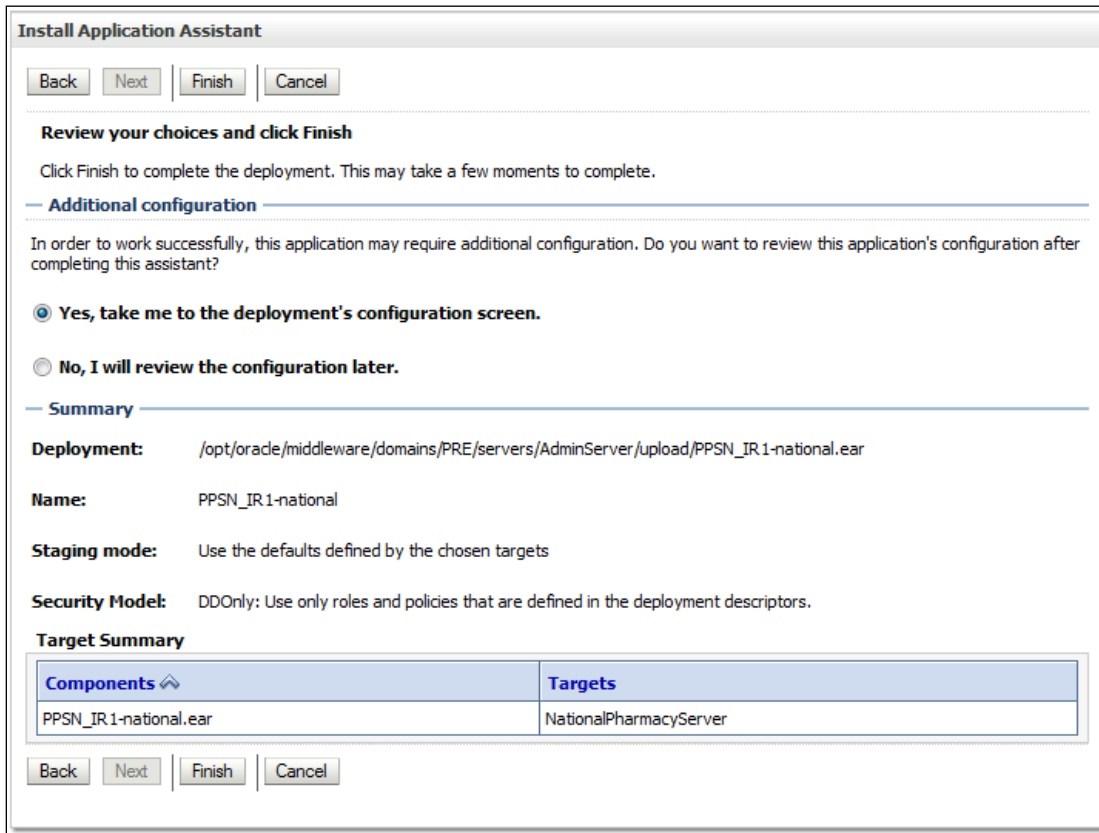 Install Application Assistant
Back Next Finish Cancel
Review your choices and click Finish
Click Finish to complete the deployment. This may take a few moments to complete.
Additional configuration
In order to work successfully, this application may require additional configuration. Do you want to review this application's configuration after
completing this assistant?
Yes, take me to the deployment's configuration screen.
No, I will review the configuration later.
Summary
Deployment: /opt/oracle/middleware/domains/PRE/servers/AdminServer/upload/PPSN_IR1-national.ear
Name: PPSN_IR1-national
Staging mode: Use the defaults defined by the chosen targets
Security Model: DDOnly: Use only roles and policies that are defined in the deployment descriptors.
Target Summary
Components Targets
PPSN_IR1-national.ear NationalPharmacyServer
Back Next Finish Cancel